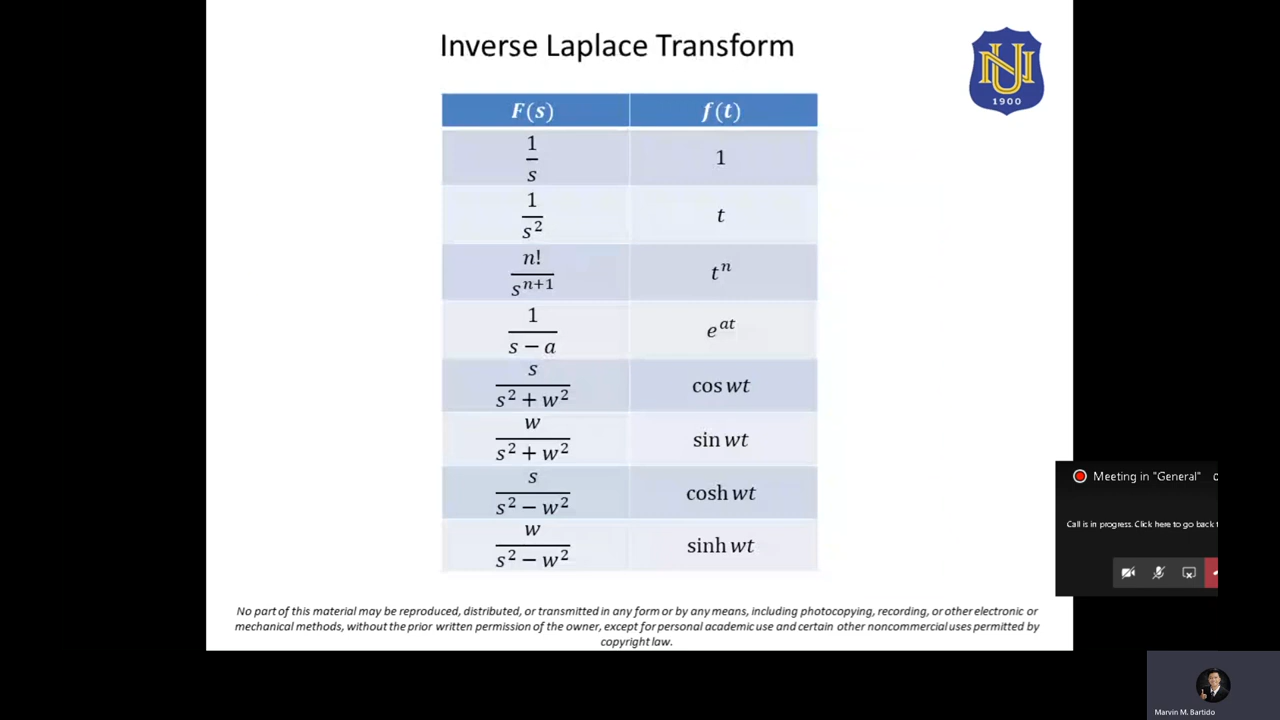 Inverse Laplace Transform
NU
1900
F(s) f(t)
1/s 1
1/s² t
n!/sⁿ⁺¹ tⁿ
1/(s − a) eᵃᵗ
s/(s² + w²) cos wt
w/(s² + w²) sin wt
s/(s² − w²) cosh wt
w/(s² − w²) sinh wt
Meeting in "General"
Call is in progress. Click here to go back t
No part of this material may be reproduced, distributed, or transmitted in any form or by any means, including photocopying, recording, or other electronic or
mechanical methods, without the prior written permission of the owner, except for personal academic use and certain other noncommercial uses permitted by
copyright law.
Marvin M. Bartido